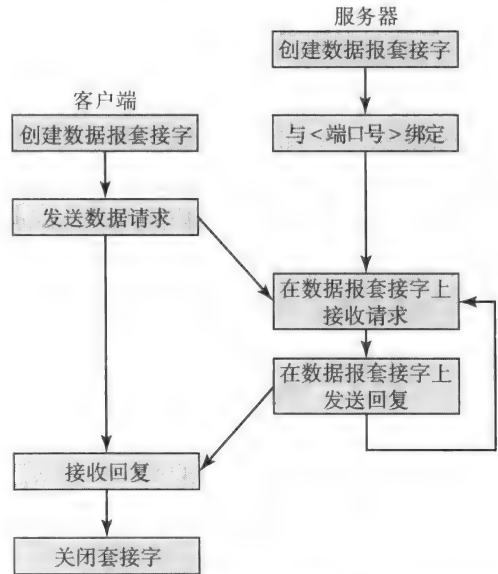 服务器
创建数据报套接字
与<端口号>绑定
客户端
创建数据报套接字
发送数据请求
在数据报套接字上
接收请求
在数据报套接字上
发送回复
接收回复
关闭套接字